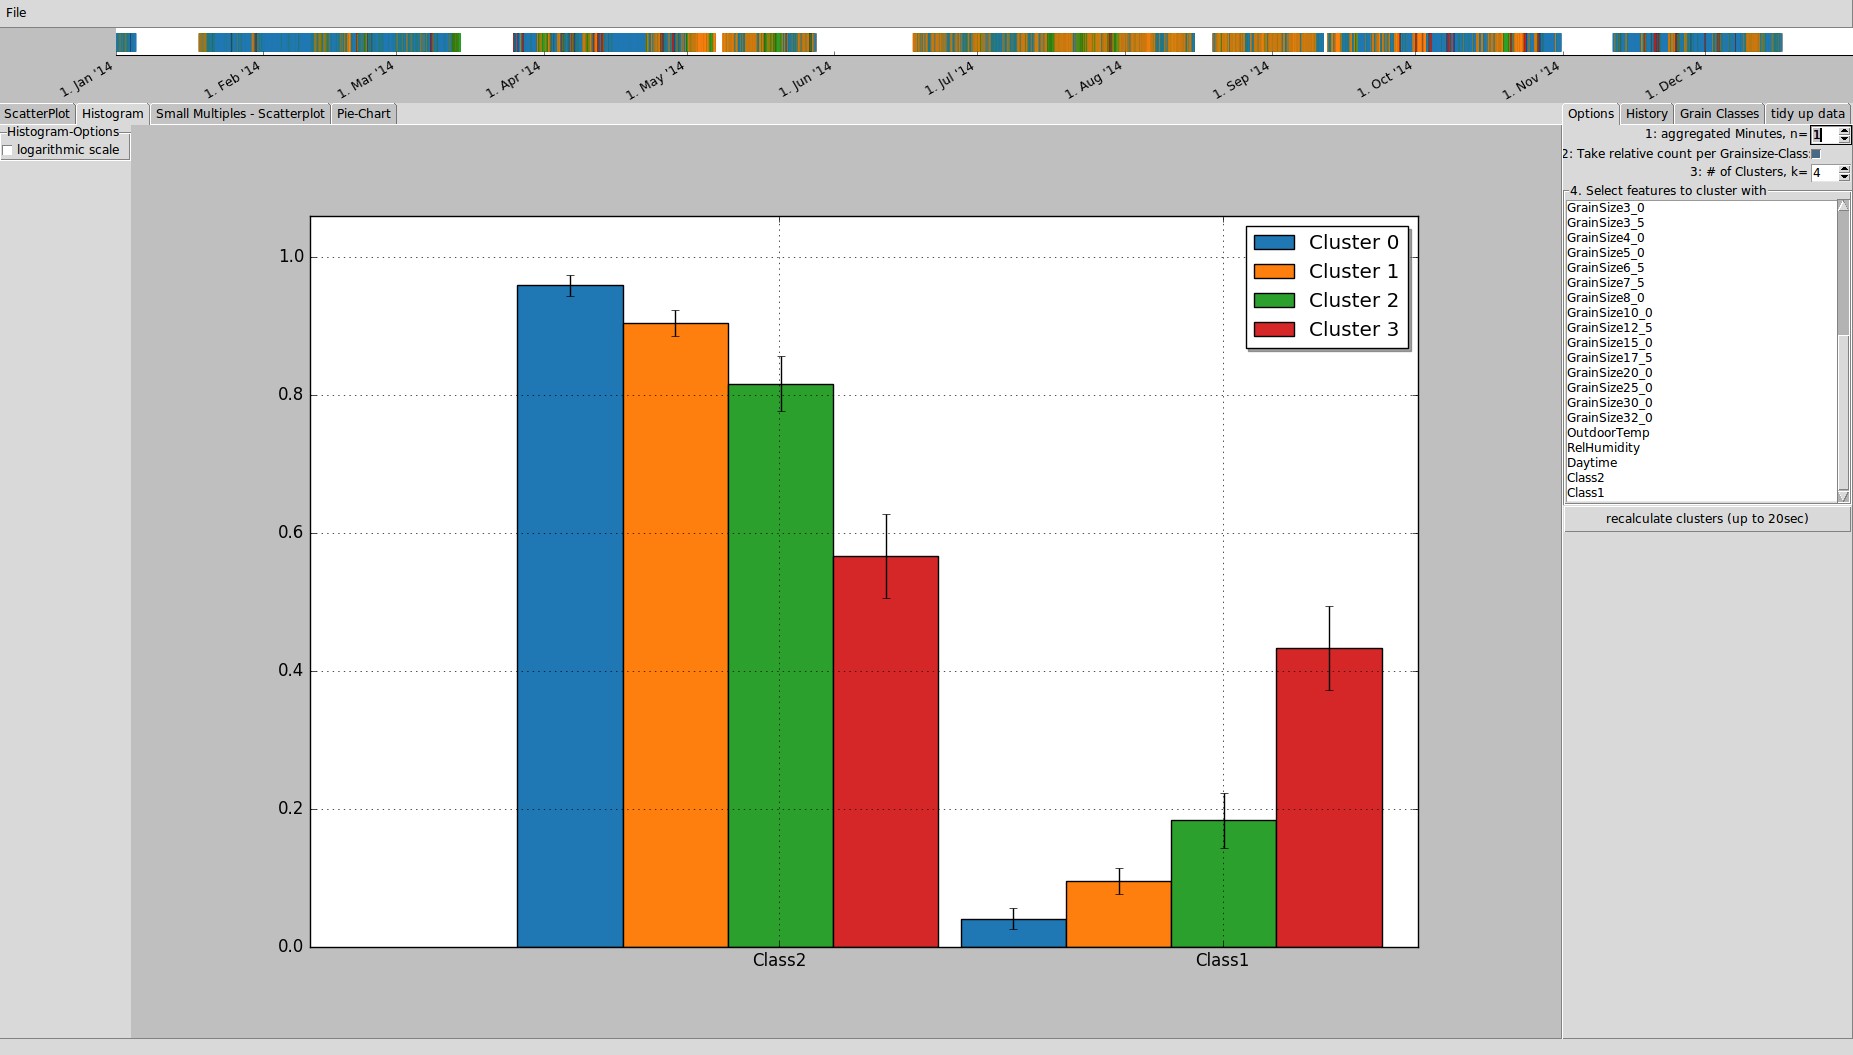 File
1. Jan '14 1. Feb '14 1. Mar '14 1. Apr '14 1. May '14 1. Jun '14 1. Jul '14 1. Aug '14 1. Sep '14 1. Oct '14 1. Nov '14 1. Dec '14
ScatterPlot Histogram Small Multiples - Scatterplot Pie-Chart
Histogram-Options
logarithmic scale
1.0
0.8
0.6
0.4
0.2
0.0
Class2 Class1
Cluster 0
Cluster 1
Cluster 2
Cluster 3
Options History Grain Classes tidy up data
1: aggregated Minutes, n= 1
2: Take relative count per Grainsize-Class:
3: # of Clusters, k= 4
4. Select features to cluster with
GrainSize3_0
GrainSize3_5
GrainSize4_0
GrainSize5_0
GrainSize6_5
GrainSize7_5
GrainSize8_0
GrainSize10_0
GrainSize12_5
GrainSize15_0
GrainSize17_5
GrainSize20_0
GrainSize25_0
GrainSize30_0
GrainSize32_0
OutdoorTemp
RelHumidity
Daytime
Class2
Class1
recalculate clusters (up to 20sec)